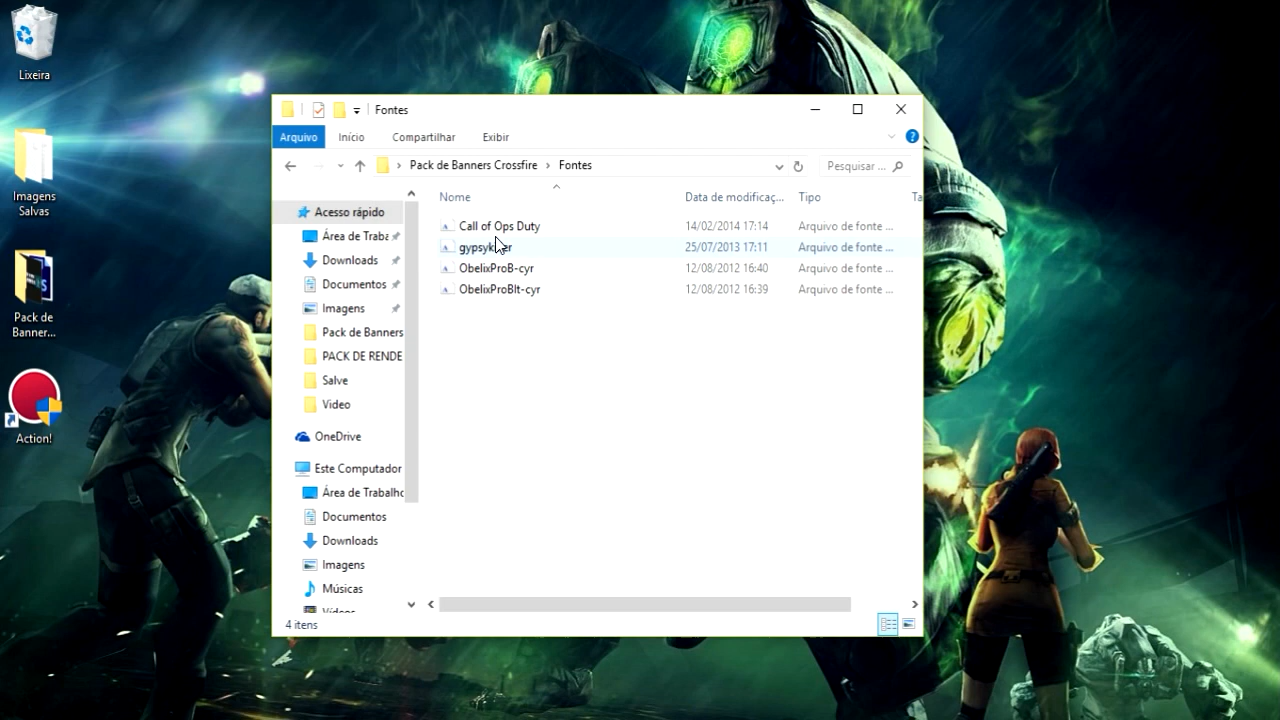 Lixeira
Imagens
Salvas
Pack de
Banner...
Action!
Fontes
Arquivo Início Compartilhar Exibir
Pack de Banners Crossfire › Fontes Pesquisar ...
Nome Data de modificaç... Tipo Ta
Call of Ops Duty 14/02/2014 17:14 Arquivo de fonte ...
25/07/2013 17:11 Arquivo de fonte ...
ObelixProB-cyr 12/08/2012 16:40 Arquivo de fonte ...
ObelixProBIt-cyr 12/08/2012 16:39 Arquivo de fonte ...
Acesso rápido
Área de Traba
Downloads
Documentos
Imagens
Pack de Banners
PACK DE RENDE
Salve
Video
OneDrive
Este Computador
Área de Trabalho
Documentos
Downloads
Imagens
Músicas
Vídeos
4 itens